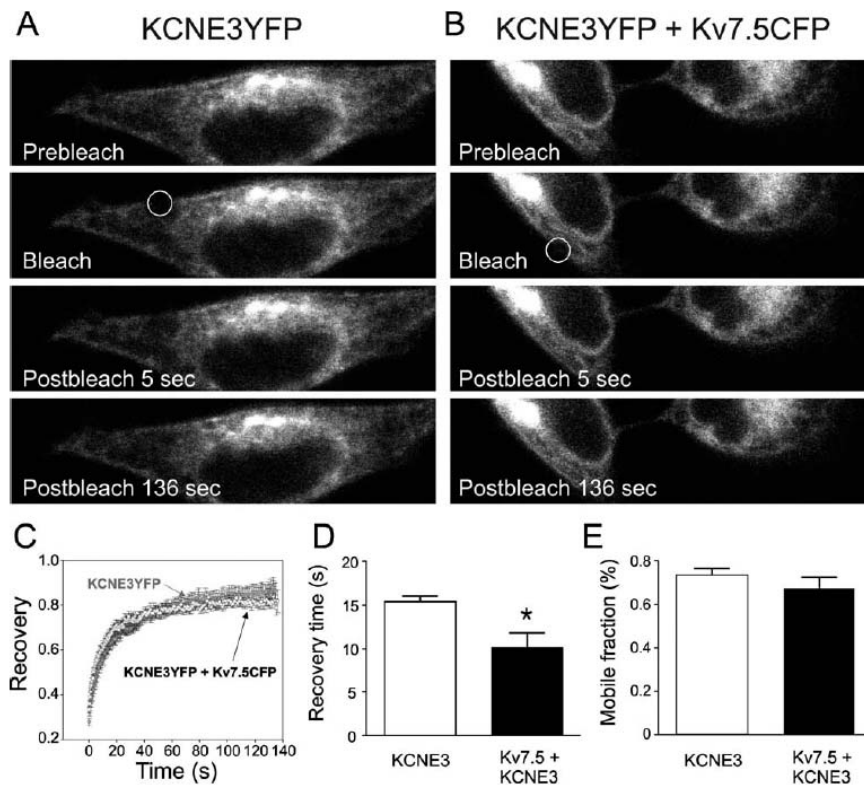 A
KCNE3YFP
Prebleach
Bleach
Postbleach 5 sec
Postbleach 136 sec
B
KCNE3YFP + Kv7.5CFP
Prebleach
Bleach
Postbleach 5 sec
Postbleach 136 sec
C
Recovery
1.0
0.8
0.6
0.4
0.2
KCNE3YFP
KCNE3YFP + Kv7.5CFP
0 20 40 60 80 100 120 140
Time (s)
D
Recovery time (s)
20
15
10
5
0
*
KCNE3
Kv7.5 +
KCNE3
E
Mobile fraction (%)
0.8
0.6
0.4
0.2
0
KCNE3
Kv7.5 +
KCNE3